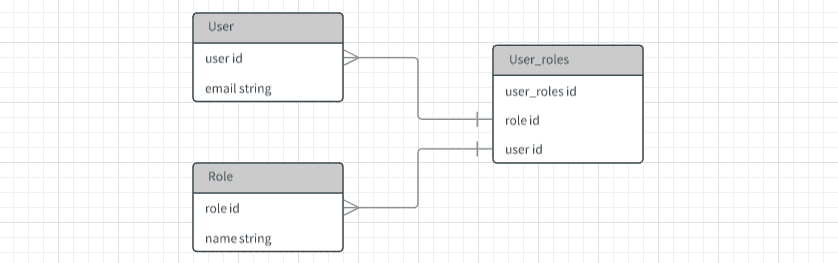 User
user id
email string
User_roles
user_roles id
role id
user id
Role
role id
name string